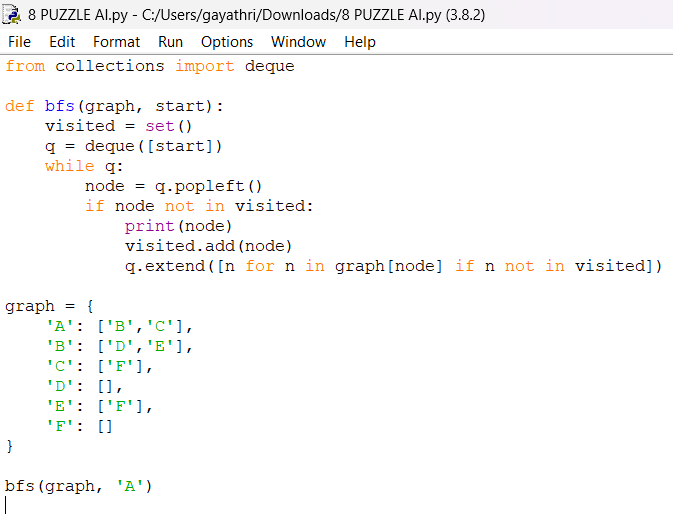 8 PUZZLE AI.py - C:/Users/gayathri/Downloads/8 PUZZLE AI.py (3.8.2)
File Edit Format Run Options Window Help
from collections import deque

def bfs(graph, start):
    visited = set()
    q = deque([start])
    while q:
        node = q.popleft()
        if node not in visited:
            print(node)
            visited.add(node)
            q.extend([n for n in graph[node] if n not in visited])

graph = {
    'A': ['B','C'],
    'B': ['D','E'],
    'C': ['F'],
    'D': [],
    'E': ['F'],
    'F': []
}

bfs(graph, 'A')